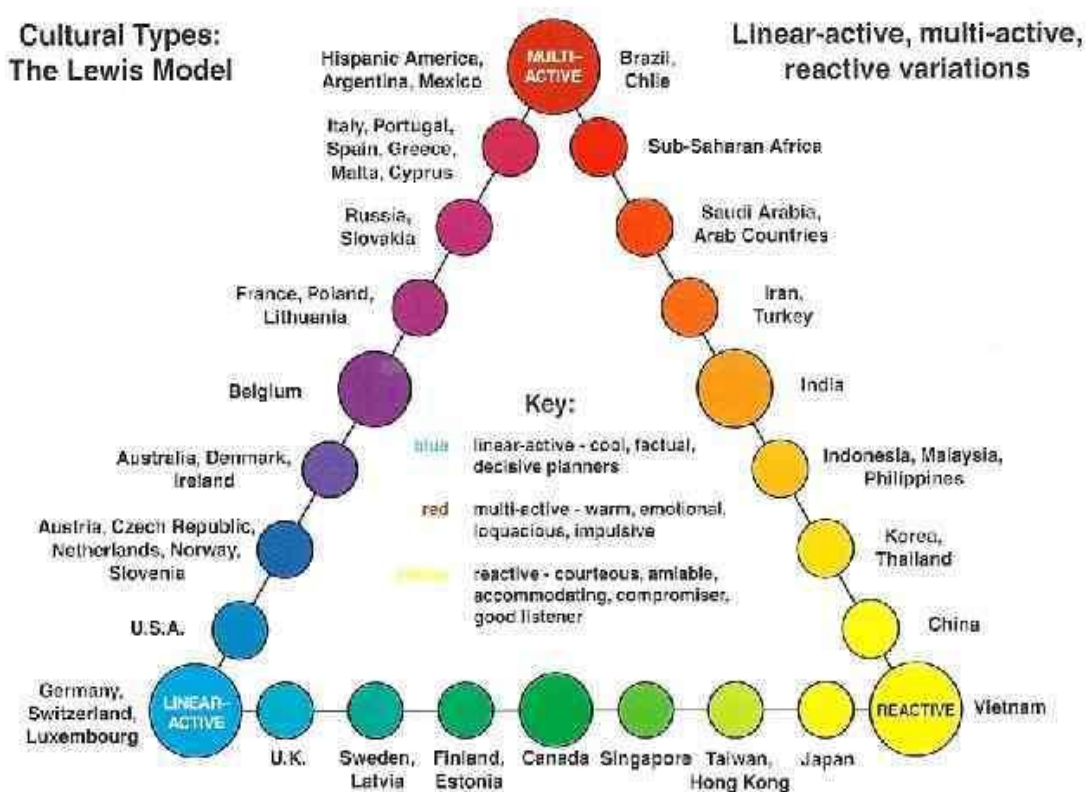 Cultural Types:
The Lewis Model
Linear-active, multi-active,
reactive variations
Hispanic America,
Argentina, Mexico
MULTI-
ACTIVE
Brazil,
Chile
Italy, Portugal,
Spain, Greece,
Malta, Cyprus
Sub-Saharan Africa
Russia,
Slovakia
Saudi Arabia,
Arab Countries
France, Poland,
Lithuania
Iran,
Turkey
Belgium
India
Key:
blue
linear-active - cool, factual,
decisive planners
red
multi-active - warm, emotional,
loquacious, impulsive
yellow
reactive - courteous, amiable,
accommodating, compromiser,
good listener
Australia, Denmark,
Ireland
Indonesia, Malaysia,
Philippines
Austria, Czech Republic,
Netherlands, Norway,
Slovenia
Korea,
Thailand
U.S.A.
China
Germany,
Switzerland,
Luxembourg
LINEAR-
ACTIVE
REACTIVE
Vietnam
U.K.
Sweden,
Latvia
Finland,
Estonia
Canada
Singapore
Taiwan,
Hong Kong
Japan